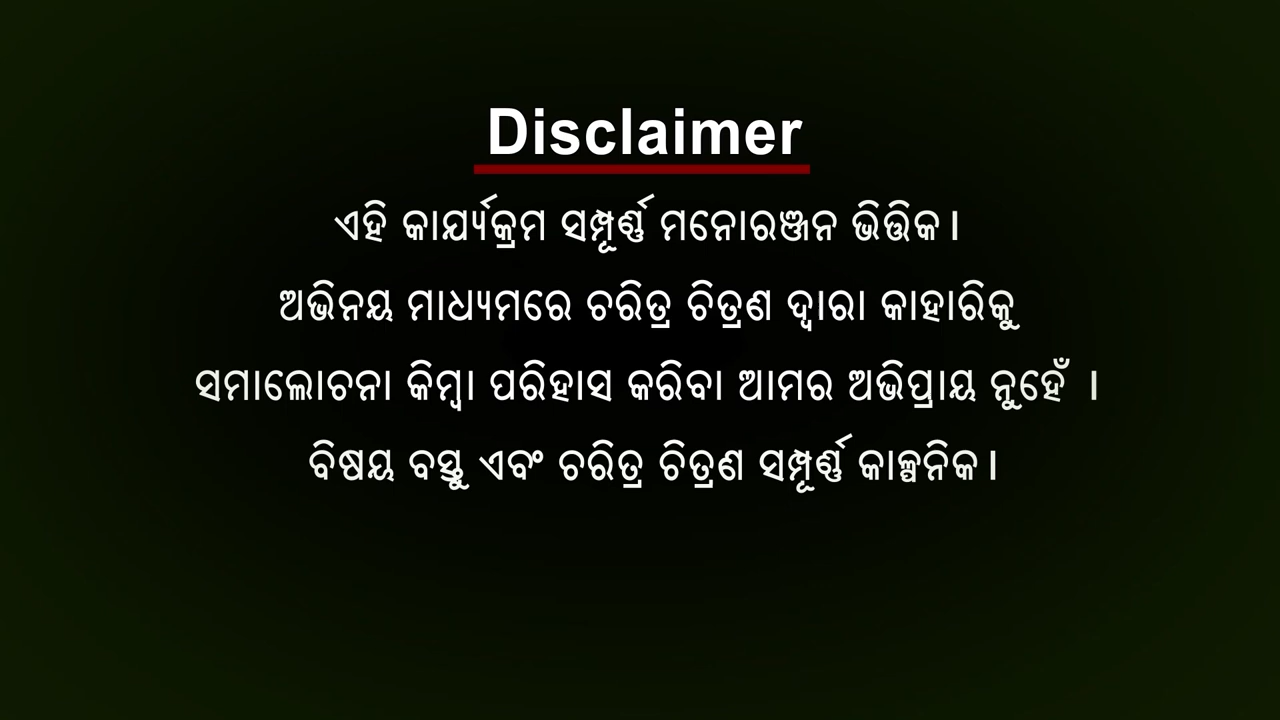 Disclaimer
ଏହି କାର୍ଯ୍ୟକ୍ରମ ସମ୍ପୂର୍ଣ୍ଣ ମନୋରଞ୍ଜନ ଭିତ୍ତିକ।
ଅଭିନୟ ମାଧ୍ୟମରେ ଚରିତ୍ର ଚିତ୍ରଣ ଦ୍ୱାରା କାହାରିକୁ
ସମାଲୋଚନା କିମ୍ବା ପରିହାସ କରିବା ଆମର ଅଭିପ୍ରାୟ ନୁହେଁ ।
ବିଷୟ ବସ୍ତୁ ଏବଂ ଚରିତ୍ର ଚିତ୍ରଣ ସମ୍ପୂର୍ଣ୍ଣ କାଳ୍ପନିକ।